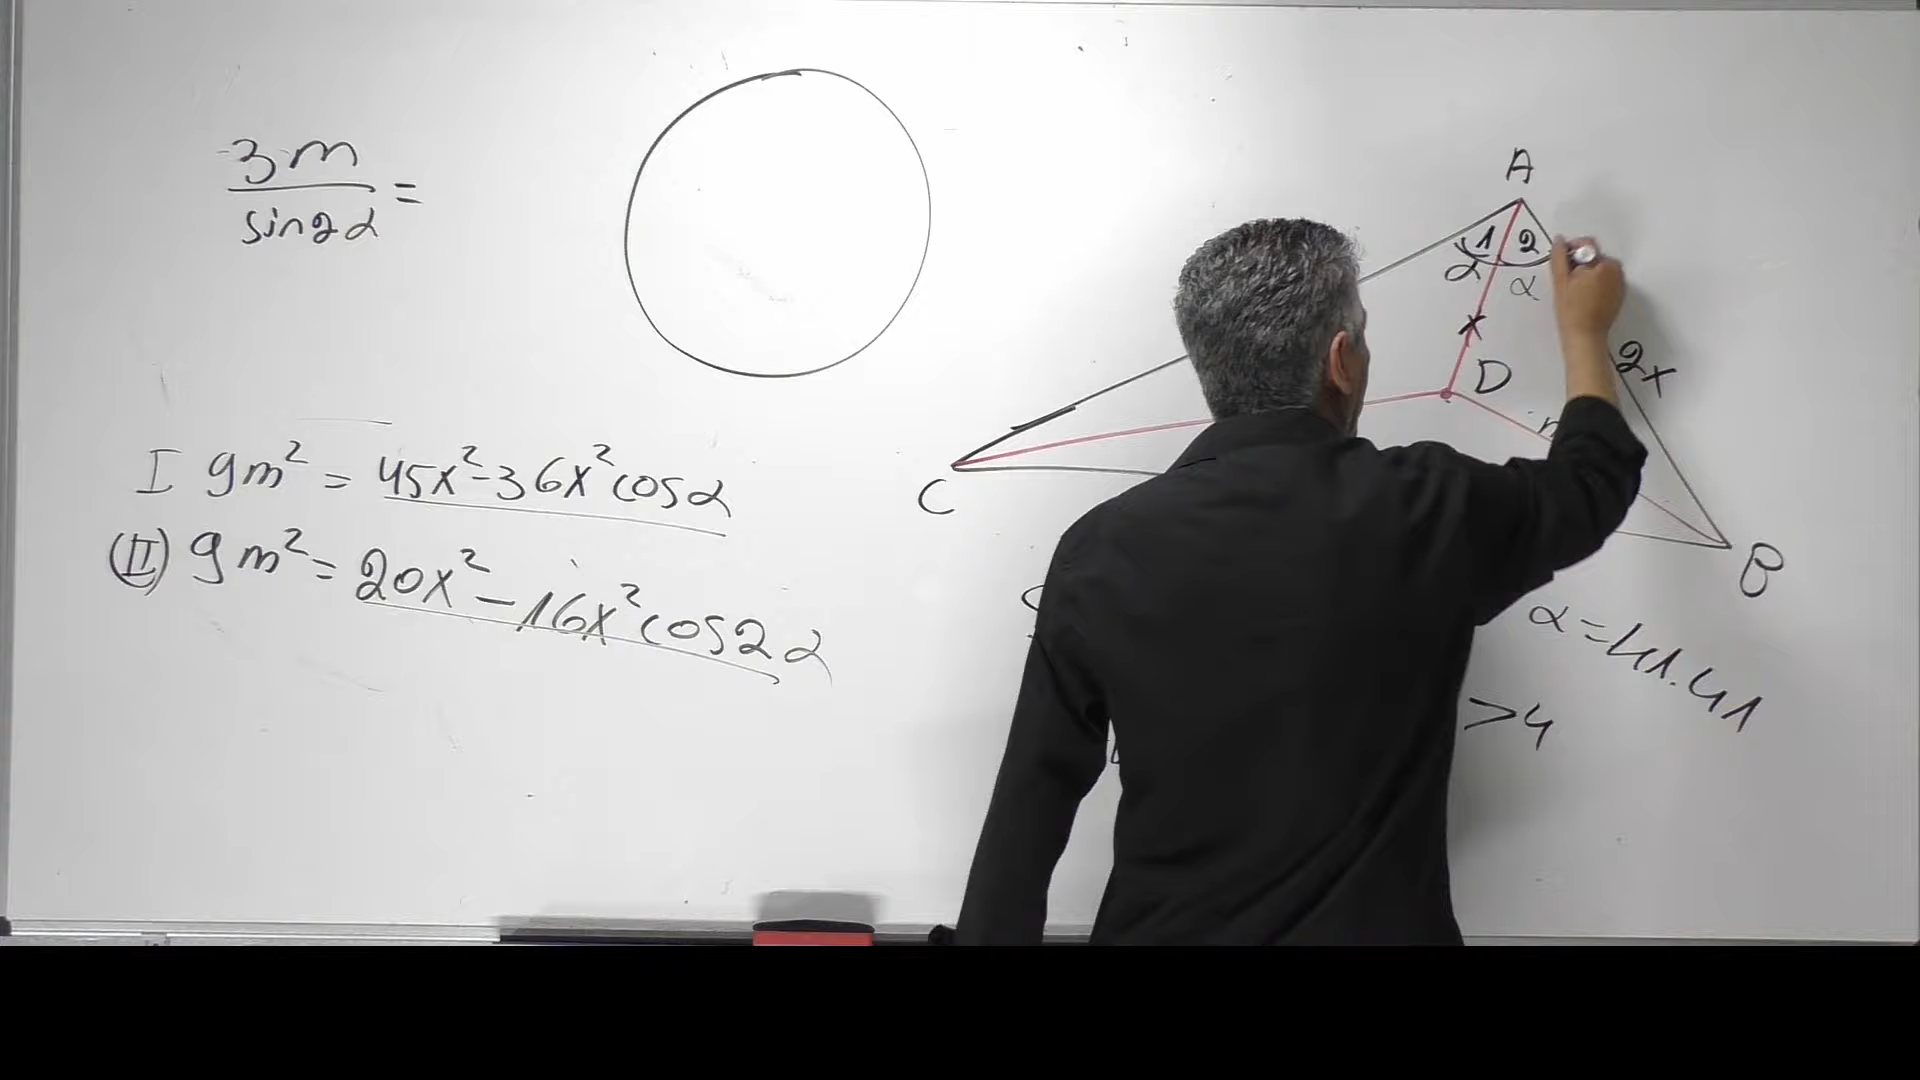 3m
sin2α =
I 9m² = 45x² - 36x² cosα
(II) 9m² = 20x² - 16x² cos2α
A
1 2
α α
x
D
2x
C
B
α = 41.41
> 4